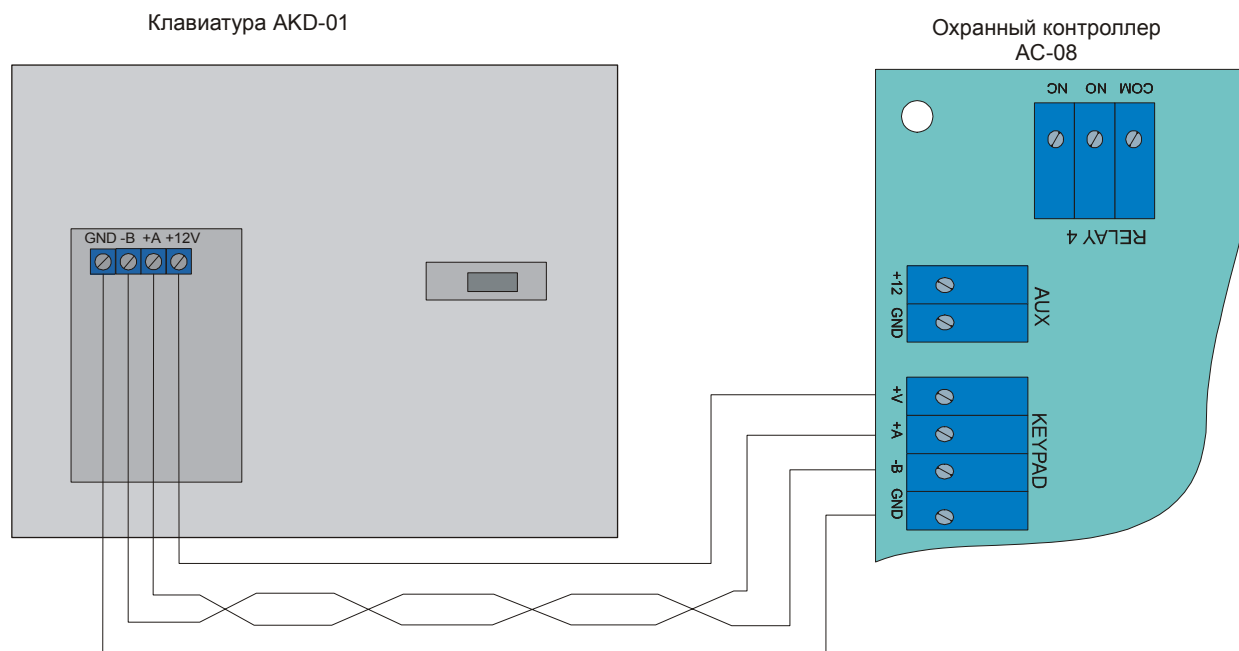 Клавиатура AKD-01
Охранный контроллер
AC-08
NC NO COM
RELAY 4
GND -B +A +12V
+12
GND
AUX
+V
+A
-B
GND
KEYPAD